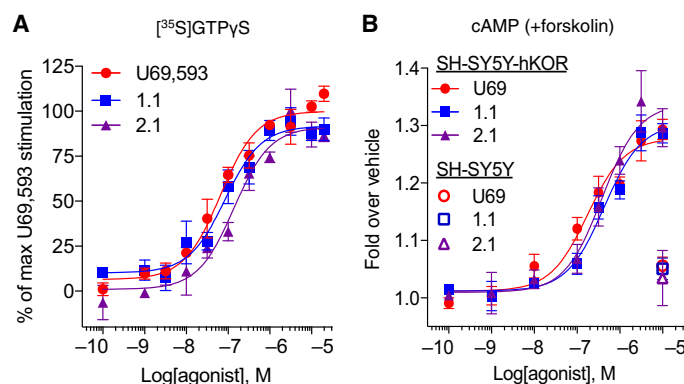 A
[³⁵S]GTPγS
% of max U69,593 stimulation
125
100
75
50
25
0
U69,593
1.1
2.1
–10 –9 –8 –7 –6 –5
Log[agonist], M
B
cAMP (+forskolin)
Fold over vehicle
1.4
1.3
1.2
1.1
1.0
SH-SY5Y-hKOR
U69
1.1
2.1
SH-SY5Y
U69
1.1
2.1
–10 –9 –8 –7 –6 –5
Log[agonist], M